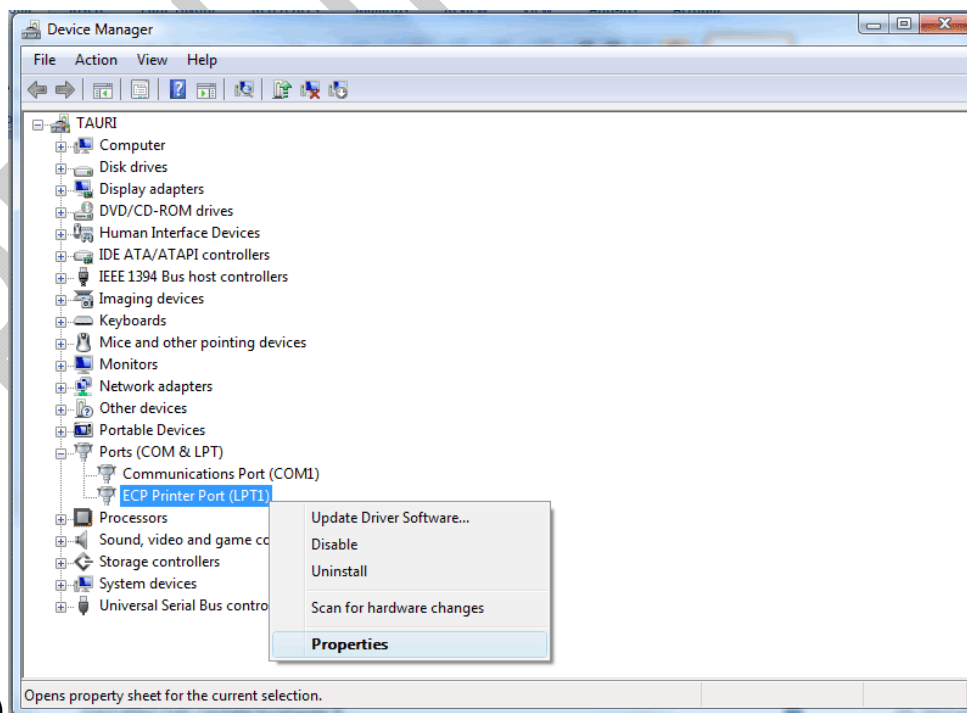 Device Manager
File Action View Help
TAURI
Computer
Disk drives
Display adapters
DVD/CD-ROM drives
Human Interface Devices
IDE ATA/ATAPI controllers
IEEE 1394 Bus host controllers
Imaging devices
Keyboards
Mice and other pointing devices
Monitors
Network adapters
Other devices
Portable Devices
Ports (COM & LPT)
Communications Port (COM1)
ECP Printer Port (LPT1)
Processors
Sound, video and game co
Storage controllers
System devices
Universal Serial Bus contro
Update Driver Software...
Disable
Uninstall
Scan for hardware changes
Properties
Opens property sheet for the current selection.